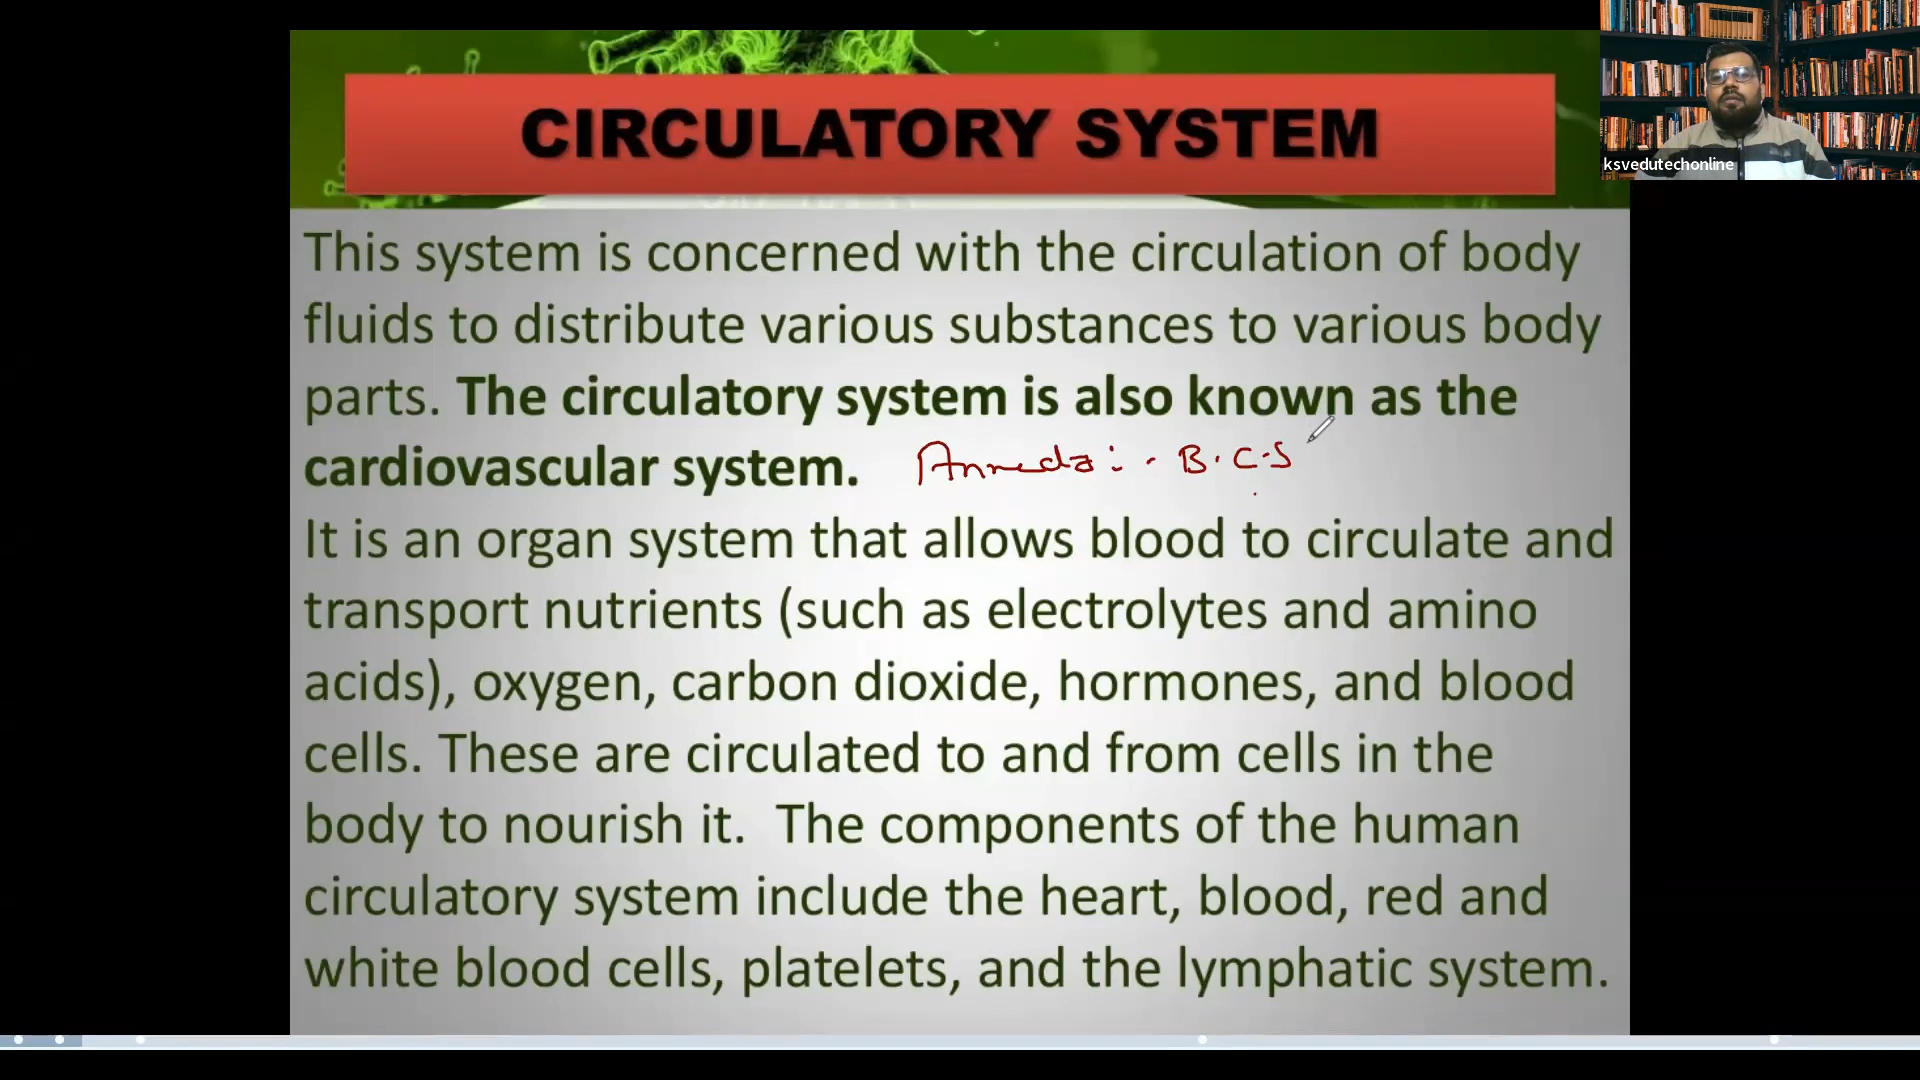 CIRCULATORY SYSTEM
ksvedutechonline
This system is concerned with the circulation of body
fluids to distribute various substances to various body
parts. The circulatory system is also known as the
cardiovascular system. Anneda: - B.C.S
It is an organ system that allows blood to circulate and
transport nutrients (such as electrolytes and amino
acids), oxygen, carbon dioxide, hormones, and blood
cells. These are circulated to and from cells in the
body to nourish it. The components of the human
circulatory system include the heart, blood, red and
white blood cells, platelets, and the lymphatic system.